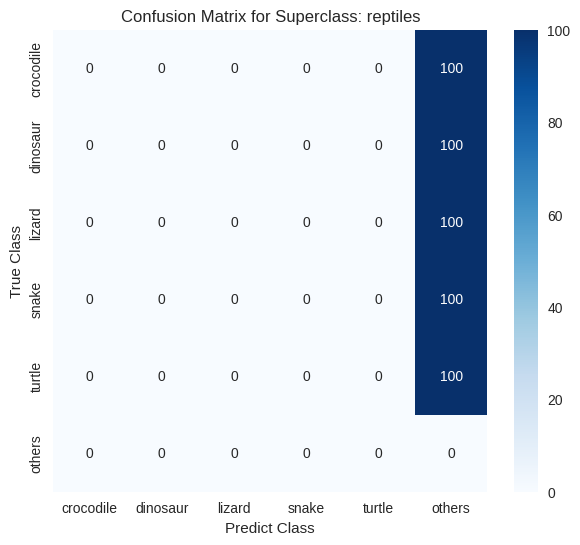 Confusion Matrix for Superclass: reptiles
crocodile 0 0 0 0 0 100
dinosaur 0 0 0 0 0 100
lizard 0 0 0 0 0 100
snake 0 0 0 0 0 100
turtle 0 0 0 0 0 100
others 0 0 0 0 0 0
True Class
crocodile dinosaur lizard snake turtle others
Predict Class
100
80
60
40
20
0